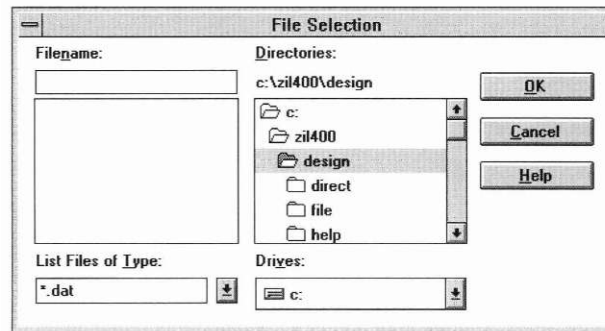 File Selection
Filename:
Directories:
c:\zil400\design
OK
c:
zil400
Cancel
design
direct
Help
file
help
List Files of Type:
Drives:
*.dat
c: